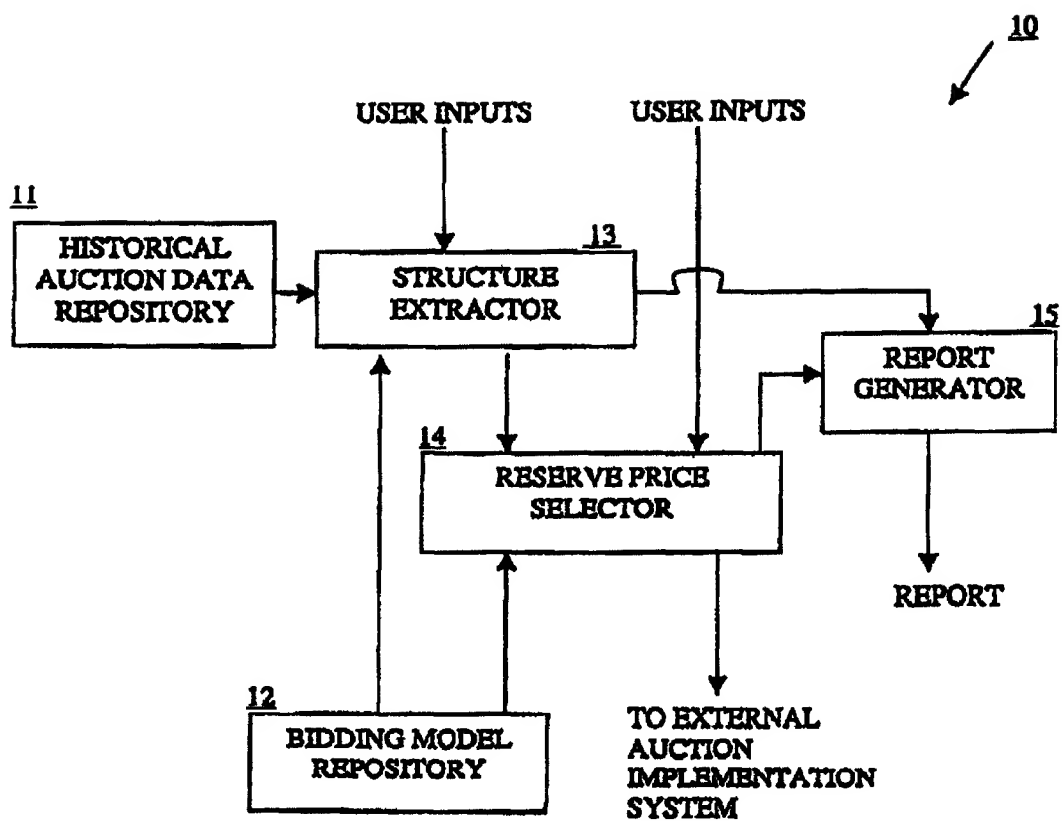 10
USER INPUTS
USER INPUTS
11
HISTORICAL
AUCTION DATA
REPOSITORY
13
STRUCTURE
EXTRACTOR
15
REPORT
GENERATOR
14
RESERVE PRICE
SELECTOR
REPORT
12
BIDDING MODEL
REPOSITORY
TO EXTERNAL
AUCTION
IMPLEMENTATION
SYSTEM